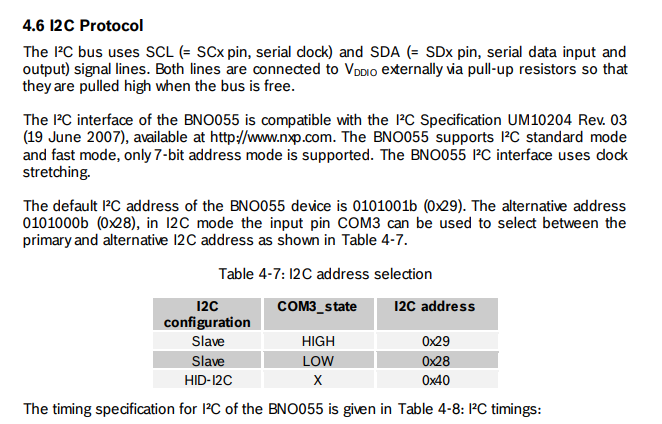 4.6 I2C Protocol
The I²C bus uses SCL (= SCx pin, serial clock) and SDA (= SDx pin, serial data input and
output) signal lines. Both lines are connected to VDDIO externally via pull-up resistors so that
they are pulled high when the bus is free.
The I²C interface of the BNO055 is compatible with the I²C Specification UM10204 Rev. 03
(19 June 2007), available at http://www.nxp.com. The BNO055 supports I²C standard mode
and fast mode, only 7-bit address mode is supported. The BNO055 I²C interface uses clock
stretching.
The default I²C address of the BNO055 device is 0101001b (0x29). The alternative address
0101000b (0x28), in I2C mode the input pin COM3 can be used to select between the
primary and alternative I2C address as shown in Table 4-7.
Table 4-7: I2C address selection
I2C configuration COM3_state I2C address
Slave HIGH 0x29
Slave LOW 0x28
HID-I2C X 0x40
The timing specification for I²C of the BNO055 is given in Table 4-8: I²C timings: